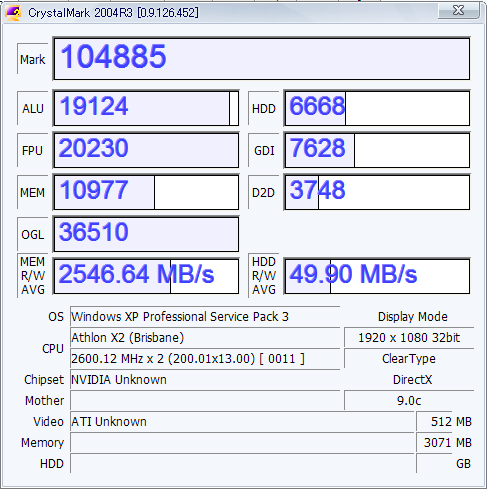 CrystalMark 2004R3 [0.9.126.452]
Mark 104885
ALU 19124 HDD 6668
FPU 20230 GDI 7628
MEM 10977 D2D 3748
OGL 36510
MEM R/W AVG 2546.64 MB/s HDD R/W AVG 49.90 MB/s
OS Windows XP Professional Service Pack 3 Display Mode
CPU Athlon X2 (Brisbane) 1920 x 1080 32bit
2600.12 MHz x 2 (200.01x13.00) [ 0011 ] ClearType
Chipset NVIDIA Unknown DirectX
Mother 9.0c
Video ATI Unknown 512 MB
Memory 3071 MB
HDD GB